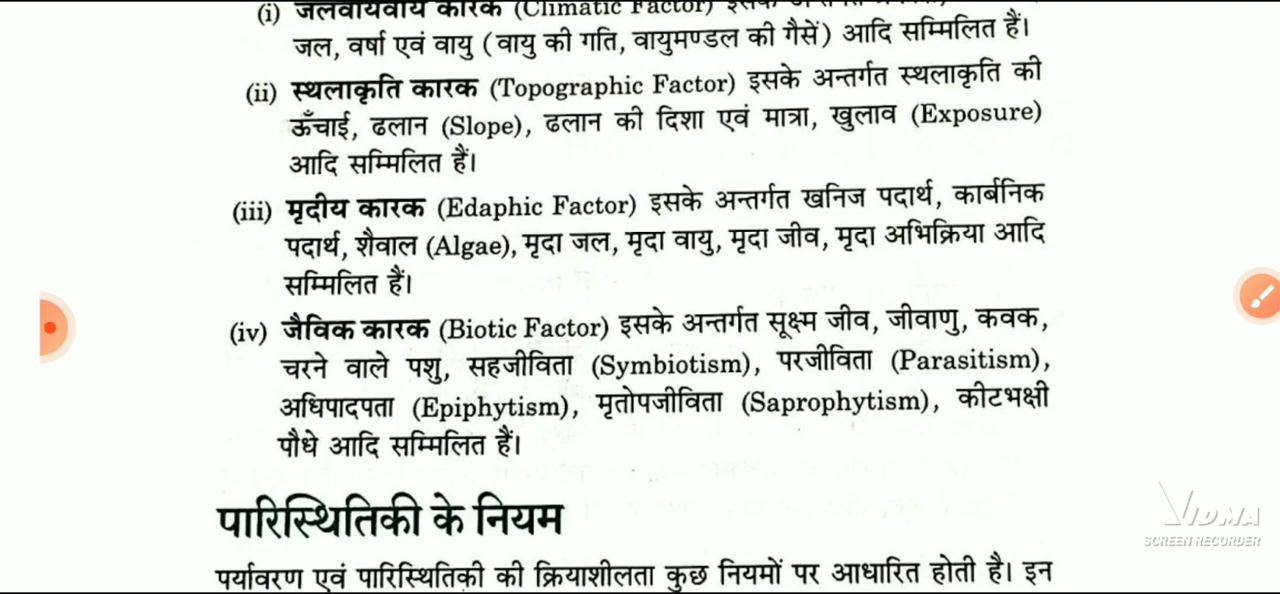 (i) जलवायवीय कारक (Climatic Factor) इसके अन्तर्गत
जल, वर्षा एवं वायु (वायु की गति, वायुमण्डल की गैसें) आदि सम्मिलित हैं।
(ii) स्थलाकृति कारक (Topographic Factor) इसके अन्तर्गत स्थलाकृति की
ऊँचाई, ढलान (Slope), ढलान की दिशा एवं मात्रा, खुलाव (Exposure)
आदि सम्मिलित हैं।
(iii) मृदीय कारक (Edaphic Factor) इसके अन्तर्गत खनिज पदार्थ, कार्बनिक
पदार्थ, शैवाल (Algae), मृदा जल, मृदा वायु, मृदा जीव, मृदा अभिक्रिया आदि
सम्मिलित हैं।
(iv) जैविक कारक (Biotic Factor) इसके अन्तर्गत सूक्ष्म जीव, जीवाणु, कवक,
चरने वाले पशु, सहजीविता (Symbiotism), परजीविता (Parasitism),
अधिपादपता (Epiphytism), मृतोपजीविता (Saprophytism), कीटभक्षी
पौधे आदि सम्मिलित हैं।
पारिस्थितिकी के नियम
पर्यावरण एवं पारिस्थितिकी की क्रियाशीलता कुछ नियमों पर आधारित होती है। इन
VIDMA
SCREEN RECORDER